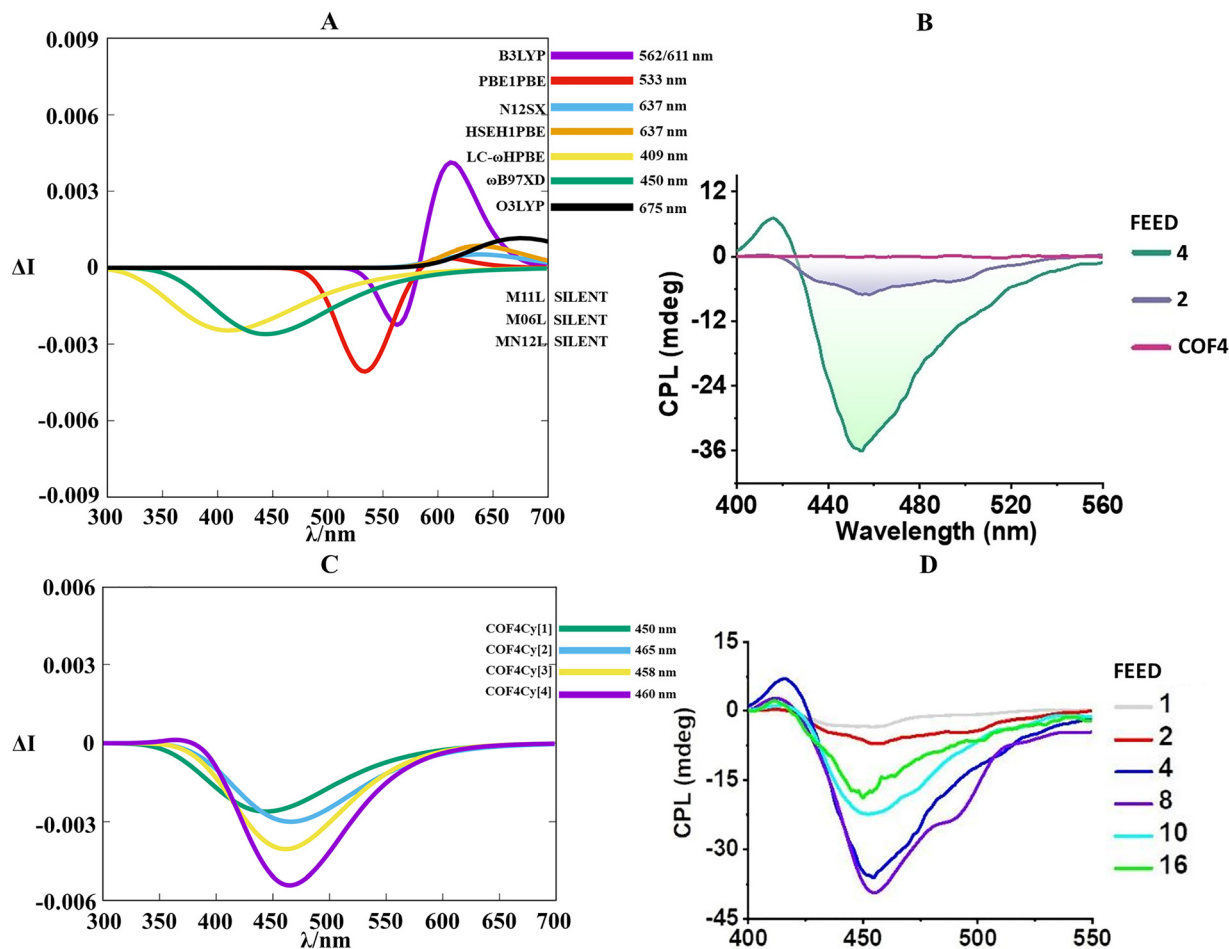 A
0.009
0.006
0.003
0
-0.003
-0.006
-0.009
ΔI
300 350 400 450 500 550 600 650 700
λ/nm
B3LYP 562/611 nm
PBE1PBE 533 nm
N12SX 637 nm
HSEH1PBE 637 nm
LC-ωHPBE 409 nm
ωB97XD 450 nm
O3LYP 675 nm
M11L SILENT
M06L SILENT
MN12L SILENT
B
12
0
-12
-24
-36
CPL (mdeg)
400 440 480 520 560
Wavelength (nm)
FEED
4
2
COF4
C
0.006
0.003
0
-0.003
0.006
ΔI
300 350 400 450 500 550 600 650 700
λ/nm
COF4Cy[1] 450 nm
COF4Cy[2] 465 nm
COF4Cy[3] 458 nm
COF4Cy[4] 460 nm
D
15
0
-15
-30
-45
CPL (mdeg)
400 450 500 550
FEED
1
2
4
8
10
16